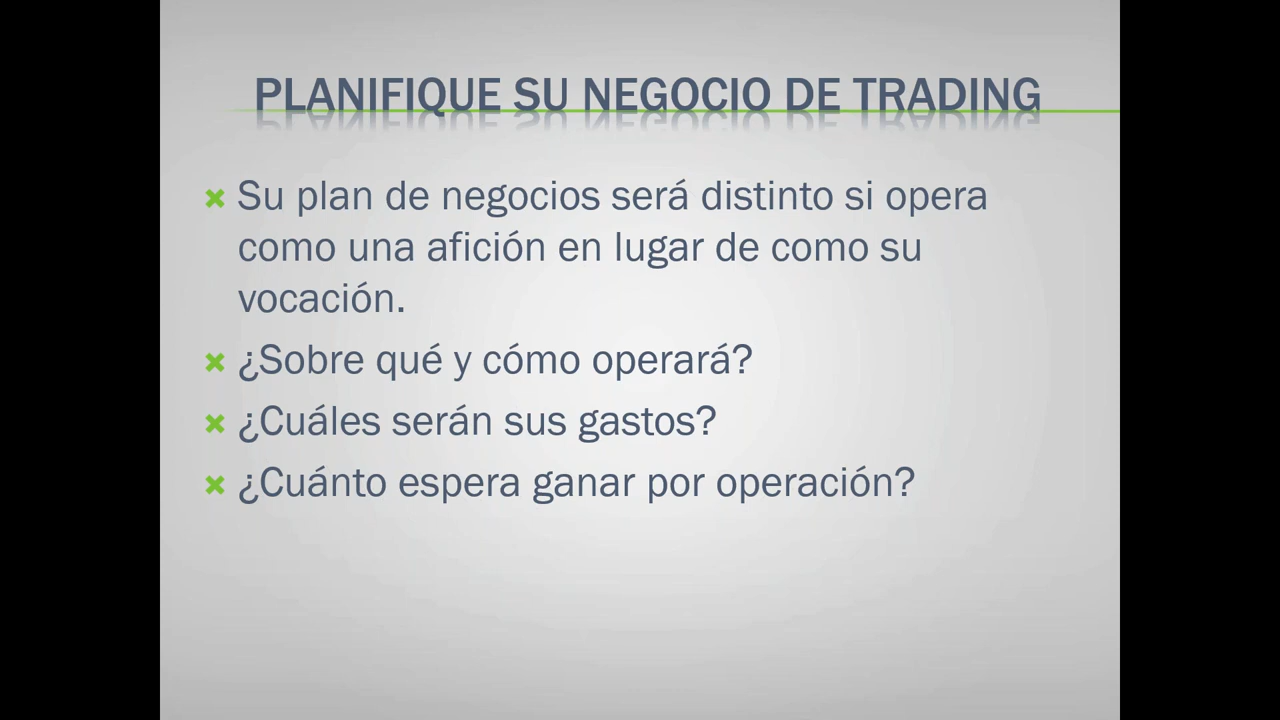 PLANIFIQUE SU NEGOCIO DE TRADING
Su plan de negocios será distinto si opera
como una afición en lugar de como su
vocación.
¿Sobre qué y cómo operará?
¿Cuáles serán sus gastos?
¿Cuánto espera ganar por operación?